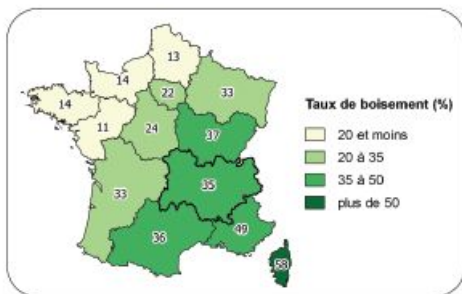 13
14
22
33
14
11
24
37
33
35
36
49
58
Taux de boisement (%)
20 et moins
20 à 35
35 à 50
plus de 50